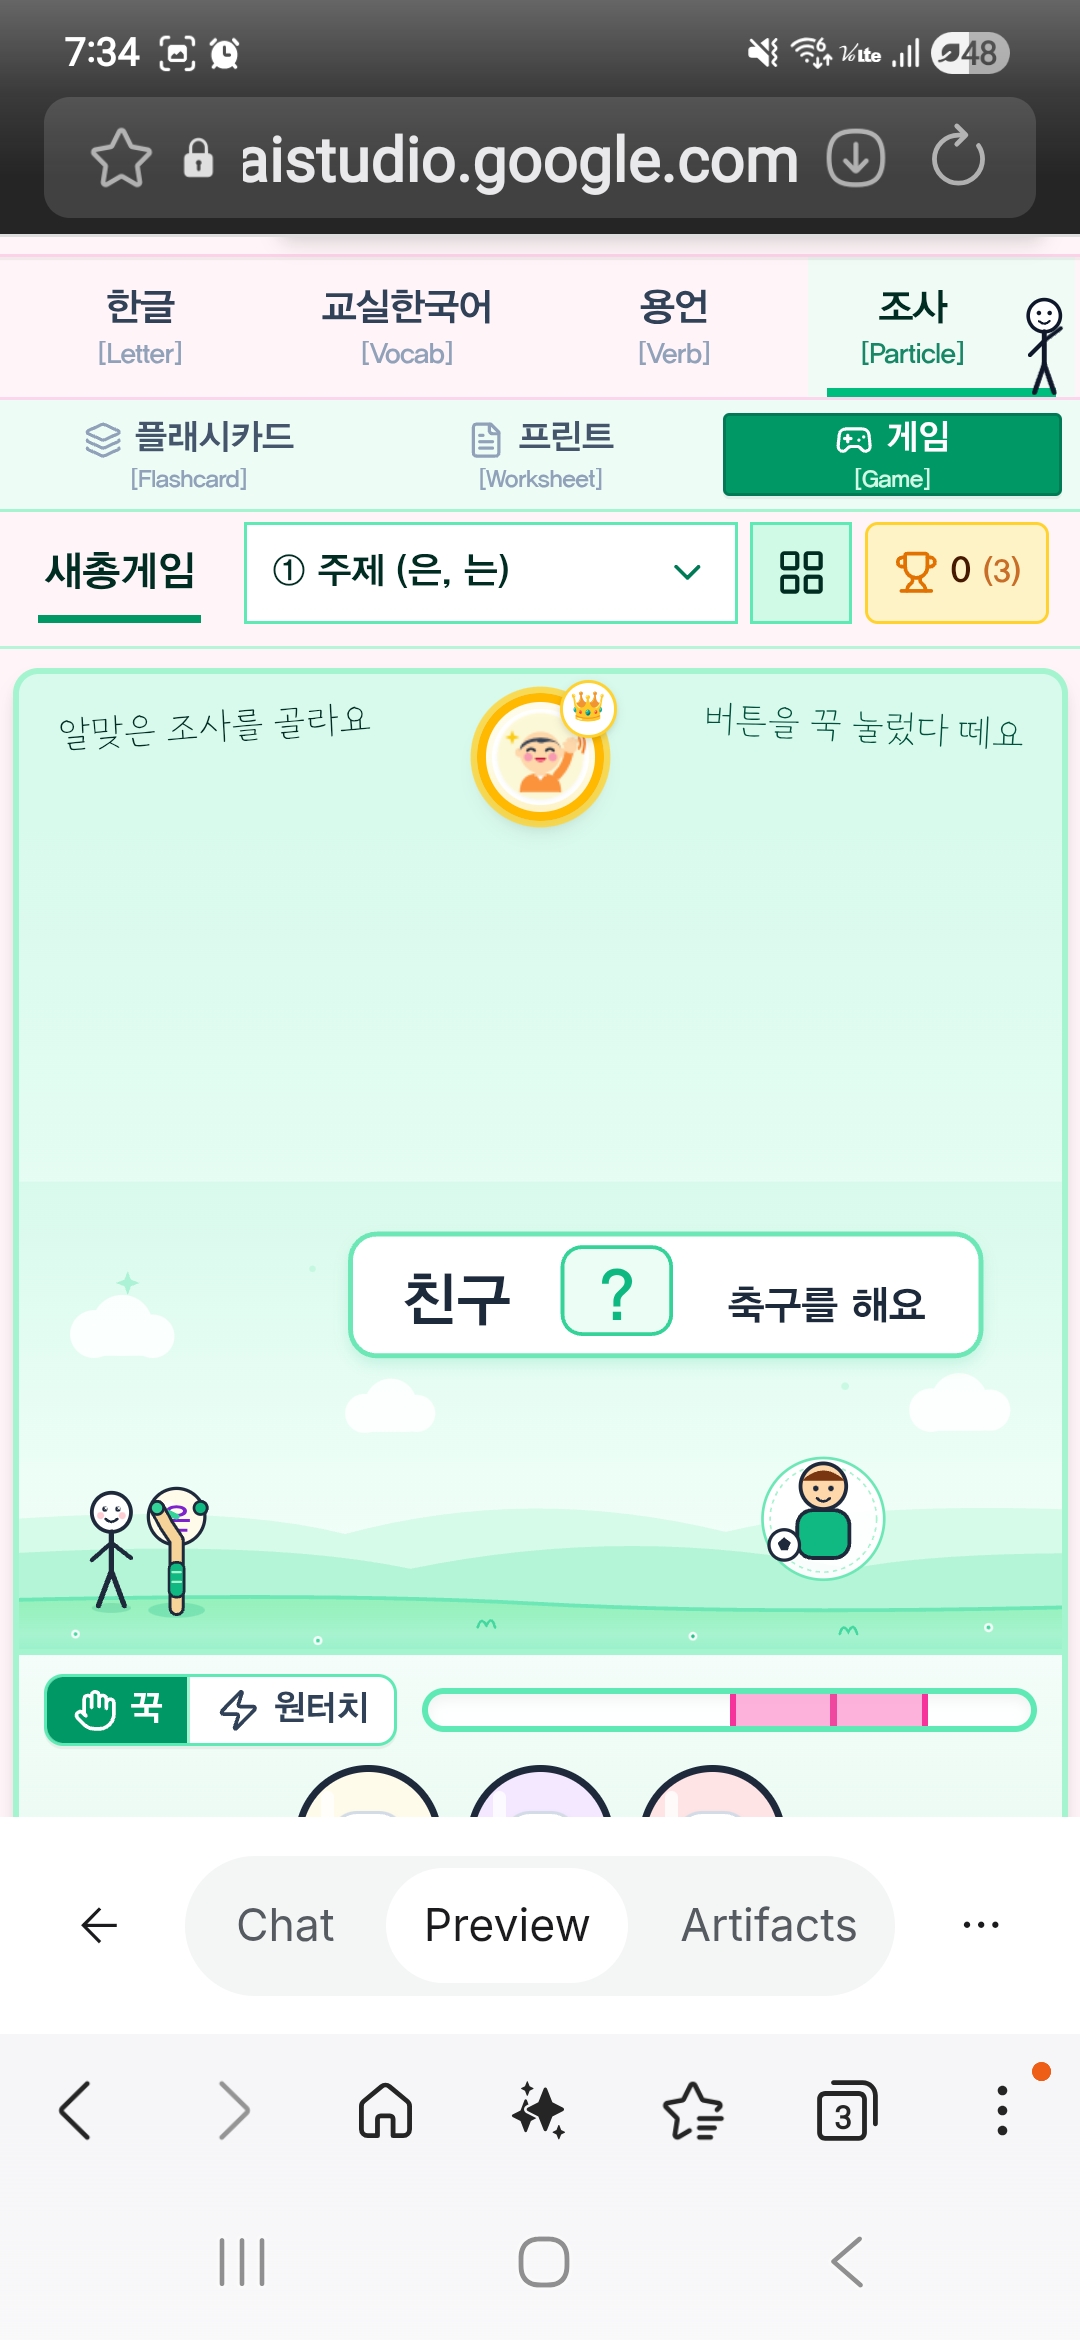 7:34
6
Vo lte
48
aistudio.google.com
한글 교실한국어 용언 조사
[Letter] [Vocab] [Verb] [Particle]
플래시카드 프린트 게임
[Flashcard] [Worksheet] [Game]
새총게임 ① 주제 (은, 는) 0 (3)
알맞은 조사를 골라요 버튼을 꾹 눌렀다 떼요
친구 ? 축구를 해요
꾹 원터치
Chat Preview Artifacts
3